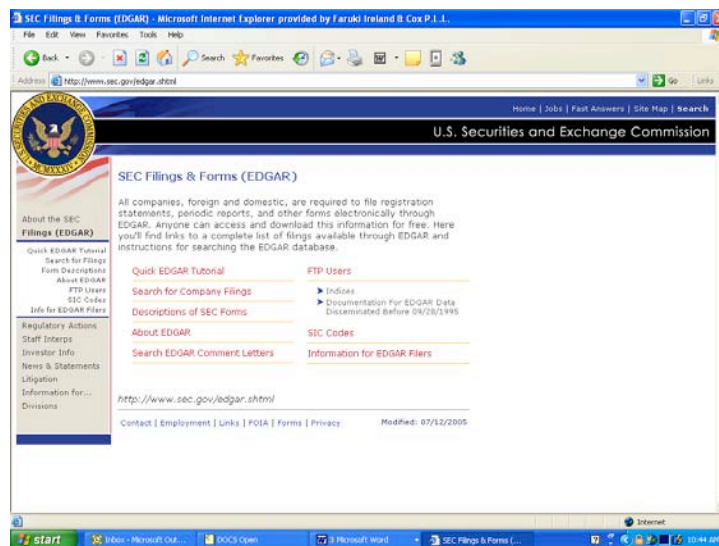 SEC Filings & Forms (EDGAR) - Microsoft Internet Explorer provided by Faruki Ireland & Cox P.L.L.
File Edit View Favorites Tools Help
Back Search Favorites
Address http://www.sec.gov/edgar.shtml Go Links
Home | Jobs | Fast Answers | Site Map | Search
U.S. Securities and Exchange Commission
SEC Filings & Forms (EDGAR)
All companies, foreign and domestic, are required to file registration
statements, periodic reports, and other forms electronically through
EDGAR. Anyone can access and download this information for free. Here
you'll find links to a complete list of filings available through EDGAR and
instructions for searching the EDGAR database.
About the SEC
Filings (EDGAR)
Quick EDGAR Tutorial
Search for Filings
Form Descriptions
About EDGAR
FTP Users
SIC Codes
Info for EDGAR Filers
Regulatory Actions
Staff Interps
Investor Info
News & Statements
Litigation
Information for...
Divisions
Quick EDGAR Tutorial
Search for Company Filings
Descriptions of SEC Forms
About EDGAR
Search EDGAR Comment Letters
FTP Users
Indices
Documentation For EDGAR Data
Disseminated Before 09/28/1995
SIC Codes
Information for EDGAR Filers
http://www.sec.gov/edgar.shtml
Contact | Employment | Links | FOIA | Forms | Privacy Modified: 07/12/2005
Internet
start Inbox - Microsoft Out... DOCS Open 3 Microsoft Word SEC Filings & Forms (... 10:44 AM